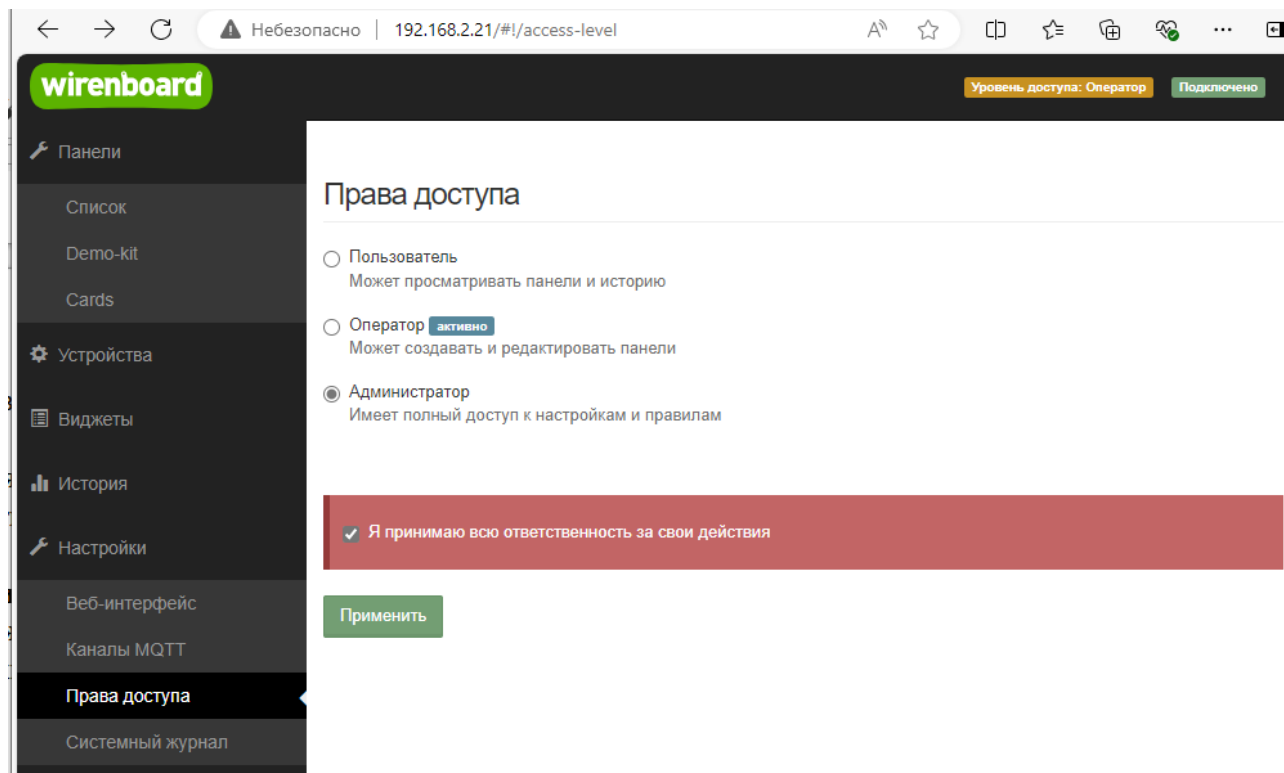 Небезопасно | 192.168.2.21/#!/access-level
wirenboard
Уровень доступа: Оператор Подключено
Панели
Список
Demo-kit
Cards
Устройства
Виджеты
История
Настройки
Веб-интерфейс
Каналы MQTT
Права доступа
Системный журнал
Права доступа
Пользователь
Может просматривать панели и историю
Оператор активно
Может создавать и редактировать панели
Администратор
Имеет полный доступ к настройкам и правилам
Я принимаю всю ответственность за свои действия
Применить